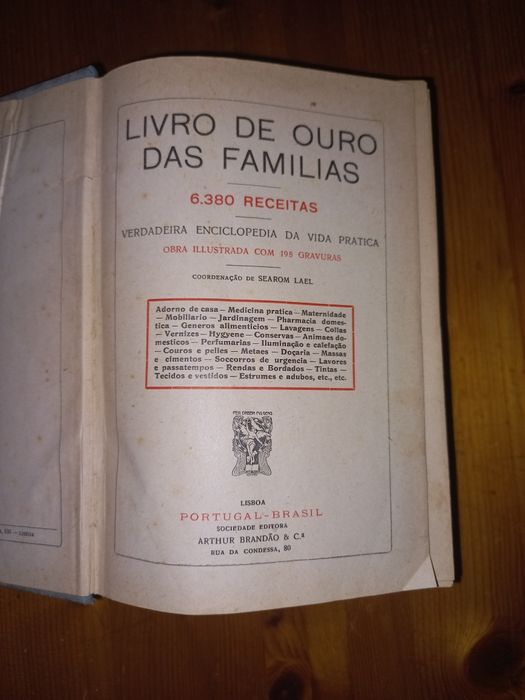 LIVRO DE OURO
DAS FAMILIAS
6.380 RECEITAS
VERDADEIRA ENCICLOPEDIA DA VIDA PRATICA
OBRA ILLUSTRADA COM 198 GRAVURAS
COORDENAÇÃO DE SEAROM LAEL
Adorno de casa — Medicina pratica — Maternidade
— Mobiliario — Jardinagem — Pharmacia domes-
tica — Generos alimenticios — Lavagens — Collas
— Vernizes — Hygyene — Conservas — Animaes do-
mesticos — Perfumarias — Iluminação e calefação
— Couros e pelles — Metaes — Doçaria — Massas
e cimentos — Soccorros de urgencia — Lavores
e passatempos — Rendas e Bordados — Tintas —
Tecidos e vestidos — Estrumes e adubos, etc., etc.
LISBOA
PORTUGAL-BRASIL
SOCIEDADE EDITORA
ARTHUR BRANDÃO & C.ª
RUA DA CONDESSA, 80
— LISBOA